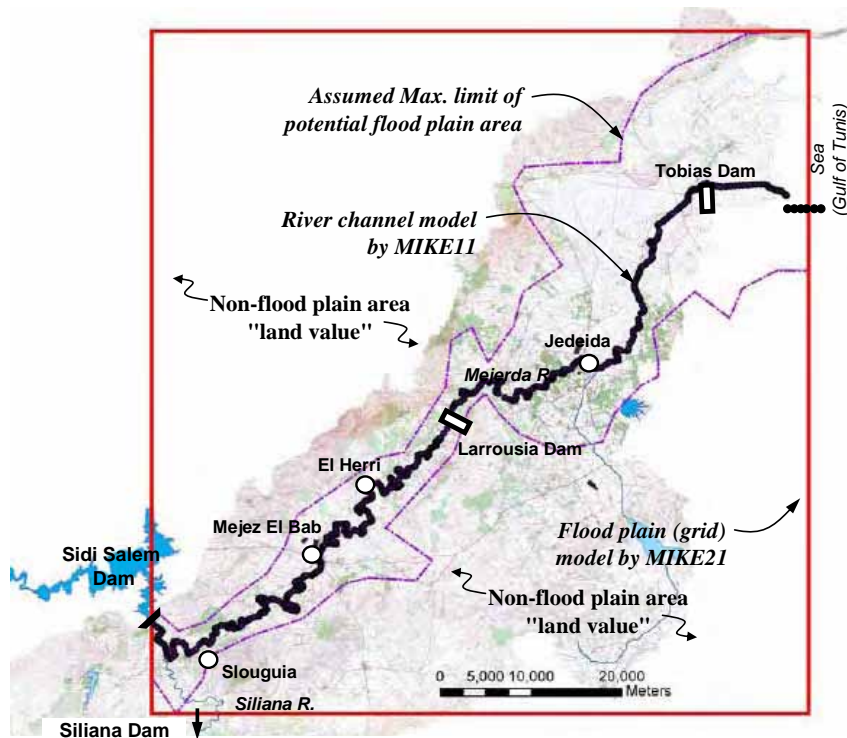 Assumed Max. limit of
potential flood plain area
Sea
(Gulf of Tunis)
Tobias Dam
River channel model
by MIKE11
Non-flood plain area
"land value"
Jedeida
Mejerda R.
Larrousia Dam
El Herri
Mejez El Bab
Flood plain (grid)
model by MIKE21
Sidi Salem
Dam
Non-flood plain area
"land value"
Slouguia
Siliana R.
Siliana Dam
0 5,000 10,000 20,000
Meters